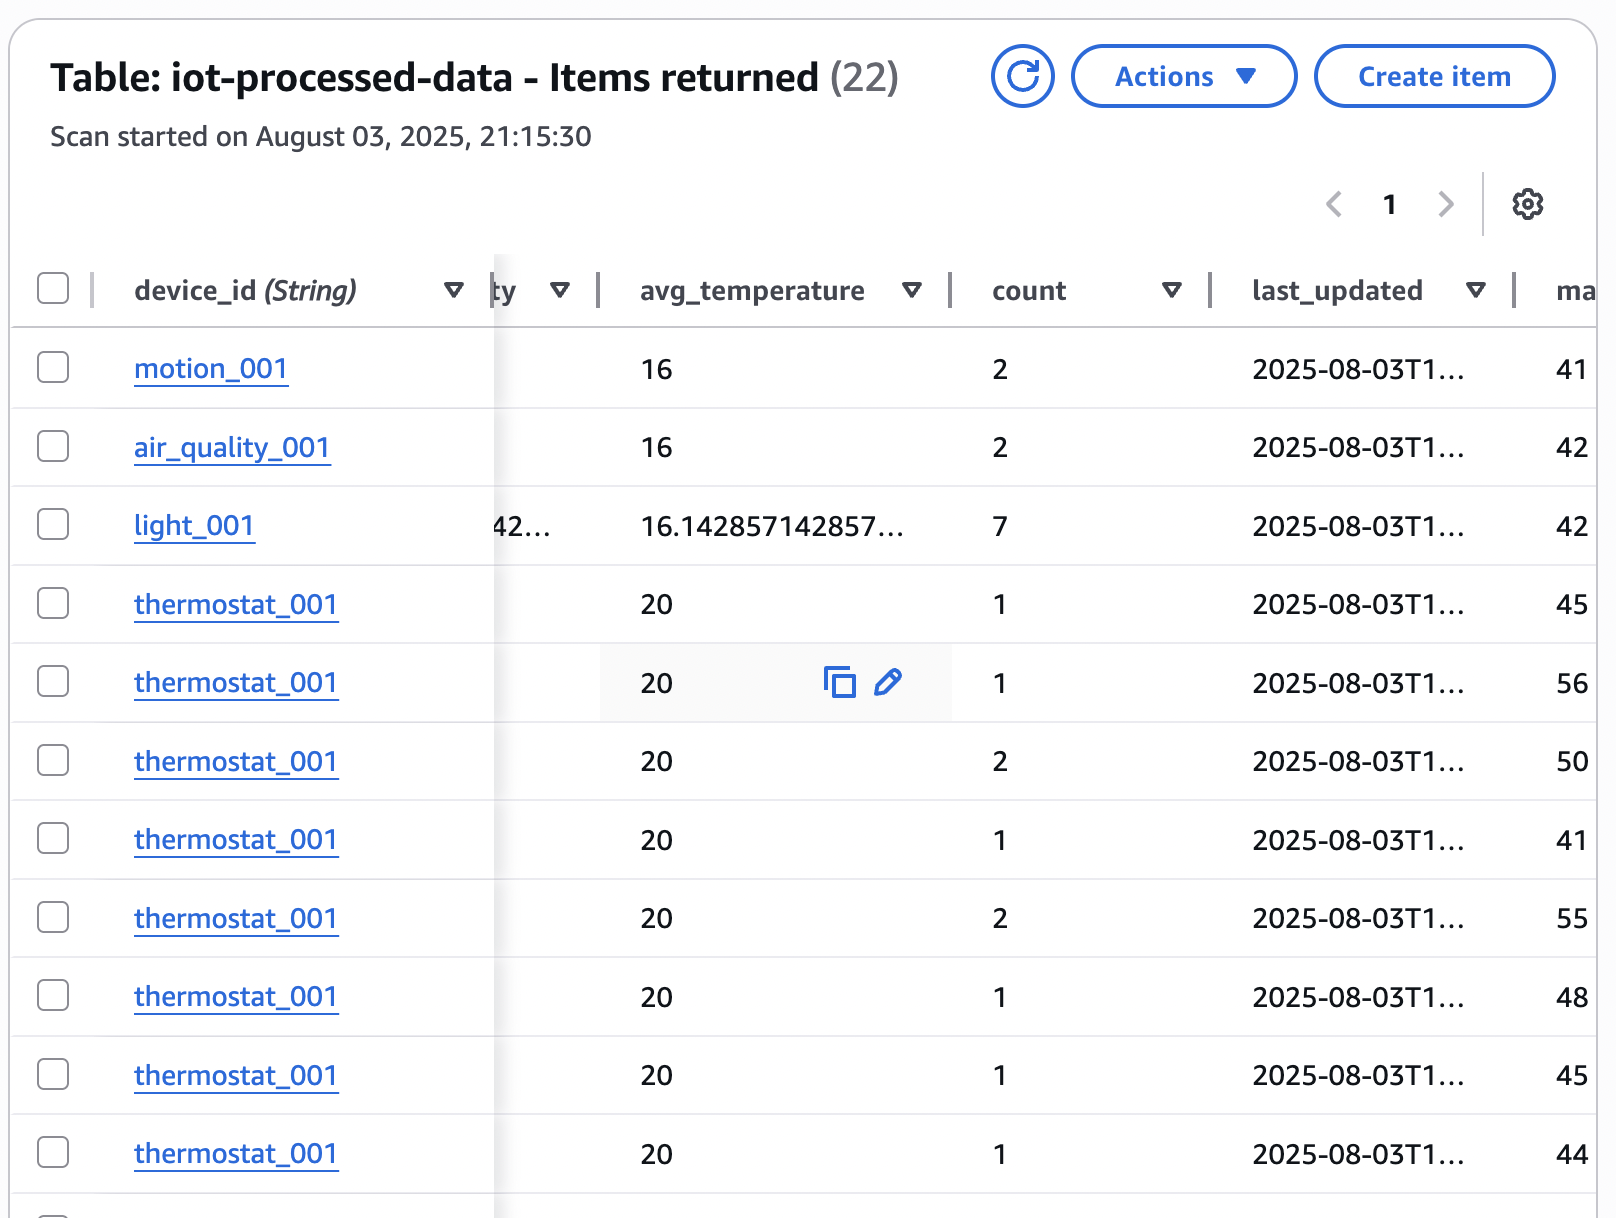 Table: iot-processed-data - Items returned (22)
Actions
Create item
Scan started on August 03, 2025, 21:15:30
1
device_id (String) ty avg_temperature count last_updated ma
motion_001 16 2 2025-08-03T1... 41
air_quality_001 16 2 2025-08-03T1... 42
light_001 42... 16.142857142857... 7 2025-08-03T1... 42
thermostat_001 20 1 2025-08-03T1... 45
thermostat_001 20 1 2025-08-03T1... 56
thermostat_001 20 2 2025-08-03T1... 50
thermostat_001 20 1 2025-08-03T1... 41
thermostat_001 20 2 2025-08-03T1... 55
thermostat_001 20 1 2025-08-03T1... 48
thermostat_001 20 1 2025-08-03T1... 45
thermostat_001 20 1 2025-08-03T1... 44